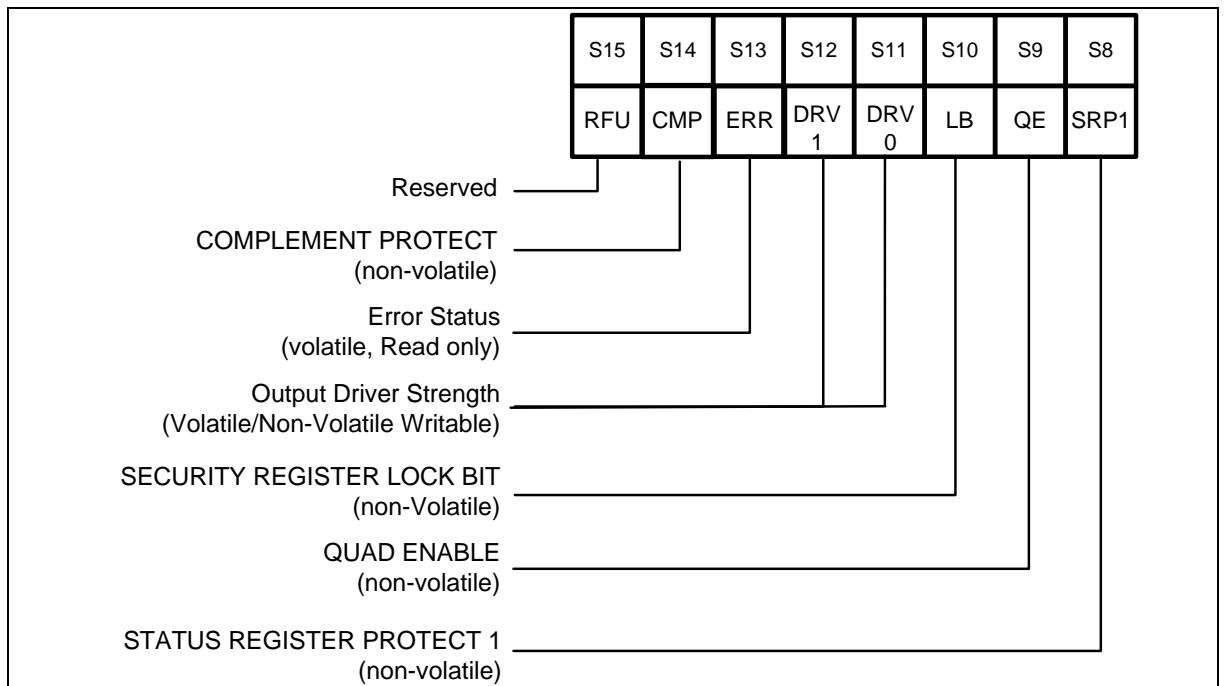 S15 S14 S13 S12 S11 S10 S9 S8
RFU CMP ERR DRV 1 DRV 0 LB QE SRP1
Reserved
COMPLEMENT PROTECT
(non-volatile)
Error Status
(volatile, Read only)
Output Driver Strength
(Volatile/Non-Volatile Writable)
SECURITY REGISTER LOCK BIT
(non-Volatile)
QUAD ENABLE
(non-volatile)
STATUS REGISTER PROTECT 1
(non-volatile)